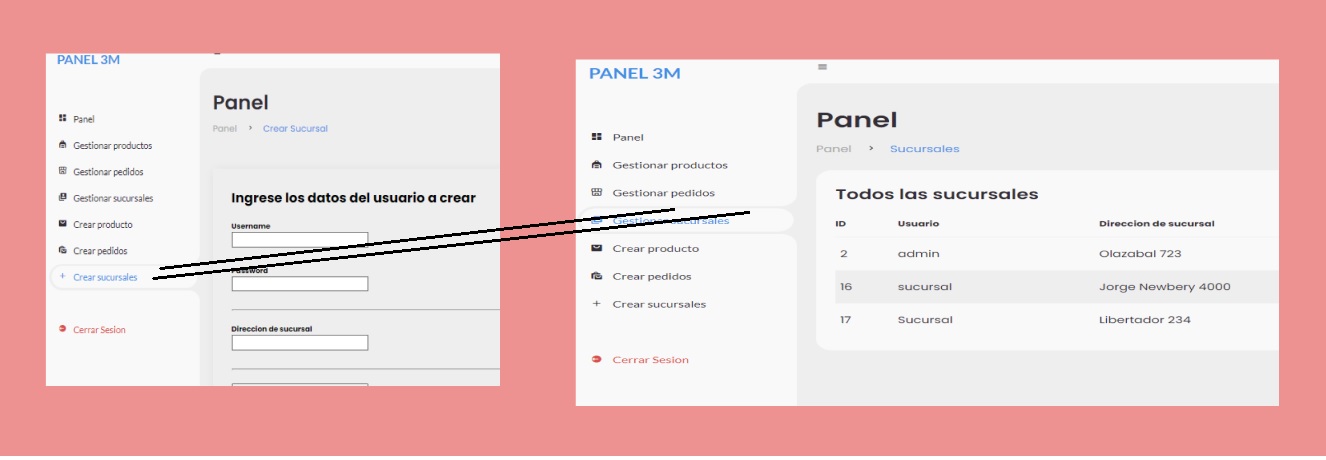 PANEL 3M
Panel
Gestionar productos
Gestionar pedidos
Gestionar sucursales
Crear producto
Crear pedidos
Crear sucursales
Cerrar Sesion
Panel
Panel > Crear Sucursal
Ingrese los datos del usuario a crear
Username
Password
Direccion de sucursal
PANEL 3M
Panel
Gestionar productos
Gestionar pedidos
Gestionar sucursales
Crear producto
Crear pedidos
Crear sucursales
Cerrar Sesion
Panel
Panel > Sucursales
Todos las sucursales
ID Usuario Direccion de sucursal
2 admin Olazabal 723
16 sucursal Jorge Newbery 4000
17 Sucursal Libertador 234